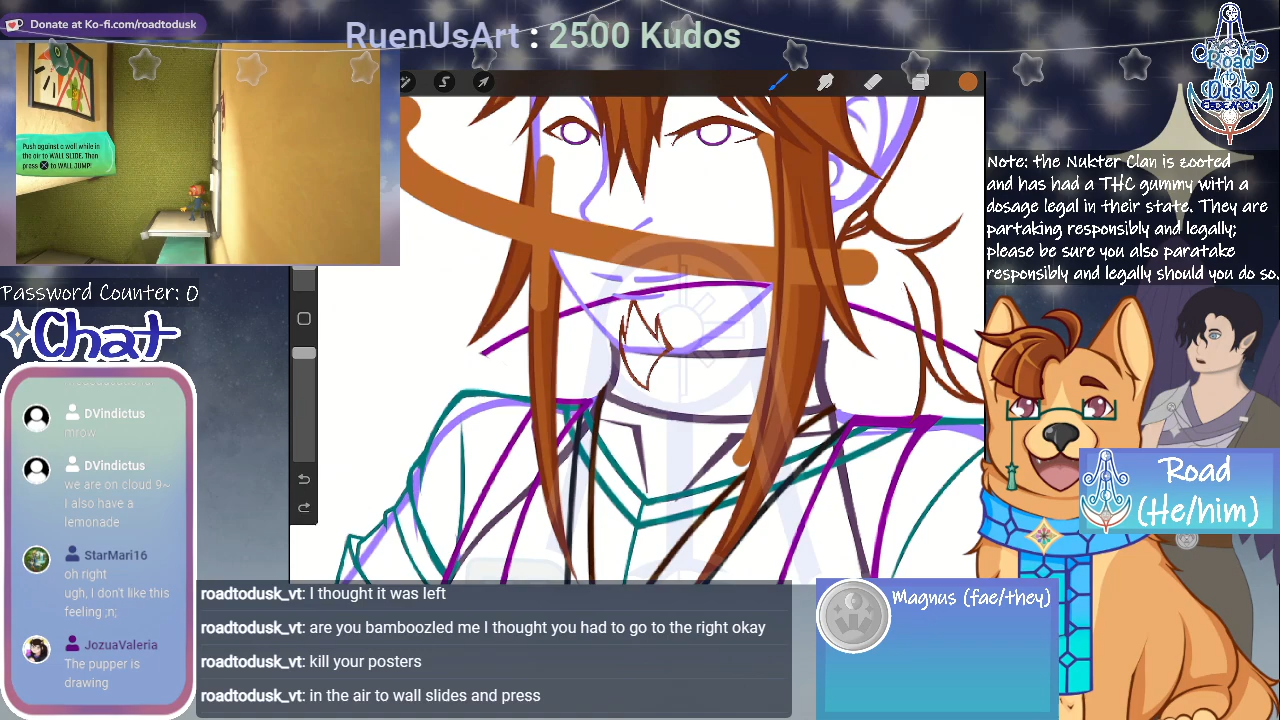 Donate at Ko-fi.com/roadtodusk
RuenUsArt : 2500 Kudos
Road
to
Dusk
Push against a wall while in
the air to WALL SLIDE. Then
press X to WALL JUMP!
Note: the Nukter Clan is zooted
and has had a THC gummy with a
dosage legal in their state. They are
partaking responsibly and legally;
please be sure you also paratake
responsibly and legally should you do so.
Password Counter: 0
Chat
DVindictus
mrow
DVindictus
we are on cloud 9~
I also have a
lemonade
StarMari16
oh right
ugh, I don't like this
feeling ;n;
JozuaValeria
The pupper is
drawing
roadtodusk_vt: I thought it was left
roadtodusk_vt: are you bamboozled me I thought you had to go to the right okay
roadtodusk_vt: kill your posters
roadtodusk_vt: in the air to wall slides and press
Road
(He/him)
Magnus (fae/they)